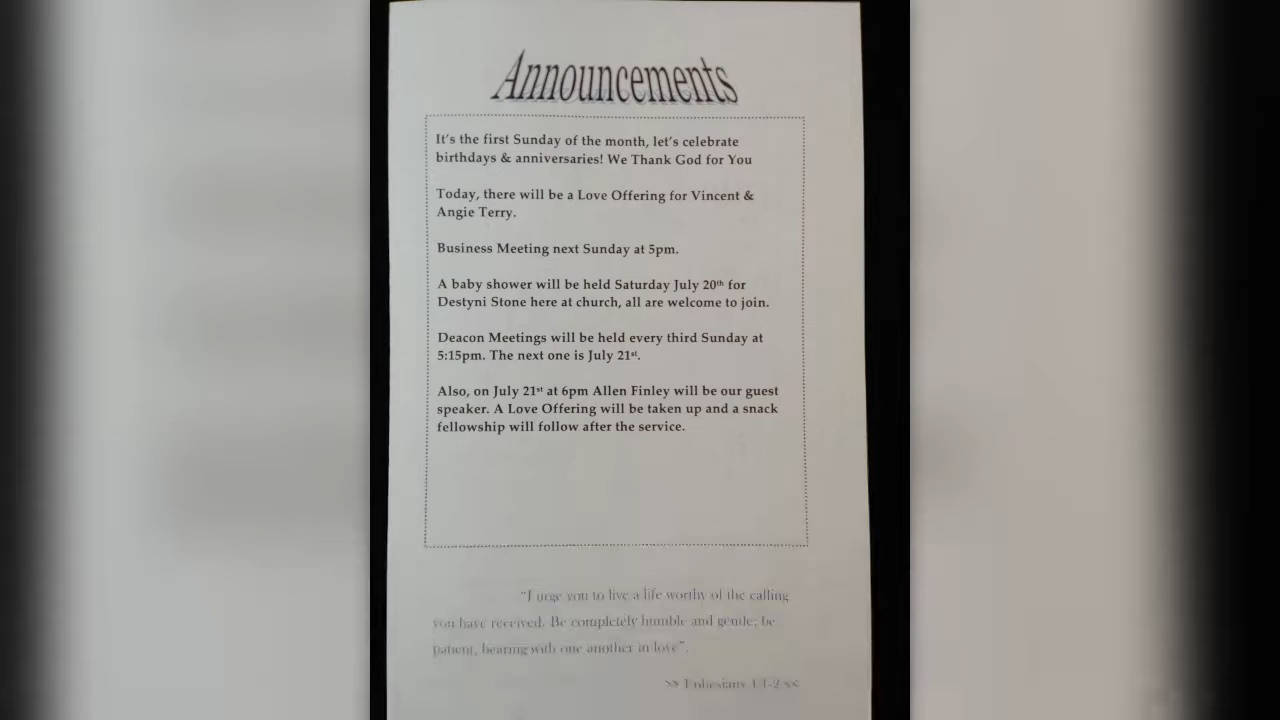 Announcements
It's the first Sunday of the month, let's celebrate
birthdays & anniversaries! We Thank God for You
Today, there will be a Love Offering for Vincent &
Angie Terry.
Business Meeting next Sunday at 5pm.
A baby shower will be held Saturday July 20th for
Destyni Stone here at church, all are welcome to join.
Deacon Meetings will be held every third Sunday at
5:15pm. The next one is July 21st.
Also, on July 21st at 6pm Allen Finley will be our guest
speaker. A Love Offering will be taken up and a snack
fellowship will follow after the service.
"I urge you to live a life worthy of the calling
you have received. Be completely humble and gentle; be
patient, bearing with one another in love".
>> Ephesians <<